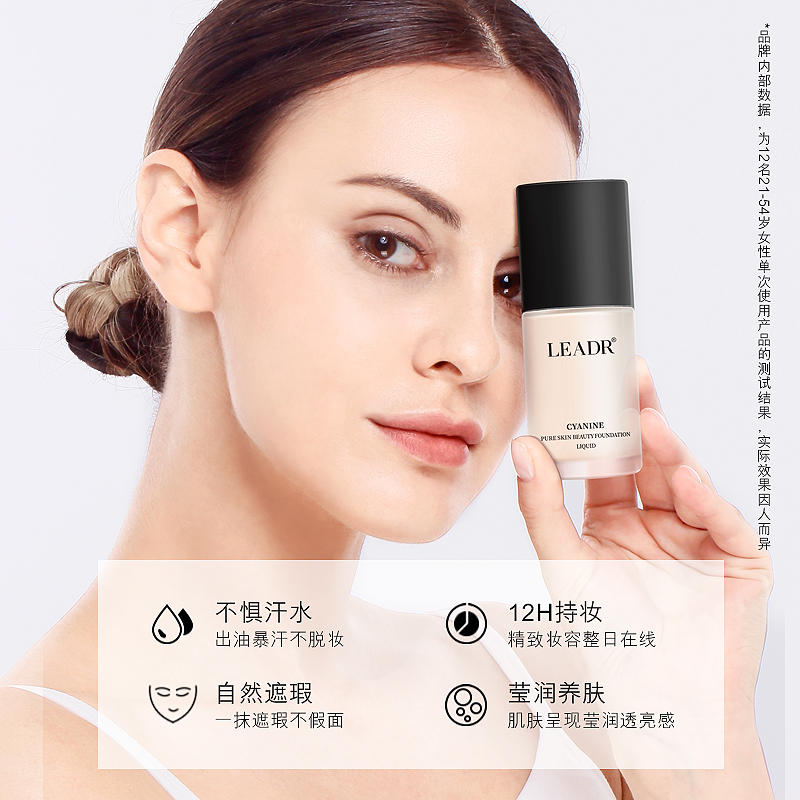 *品牌内部数据,为12名21-54岁女性单次使用产品的测试结果,实际效果因人而异
LEADR®
CYANINE
PURE SKIN BEAUTY FOUNDATION
LIQUID
不惧汗水
出油暴汗不脱妆
12H持妆
精致妆容整日在线
自然遮瑕
一抹遮瑕不假面
莹润养肤
肌肤呈现莹润透亮感